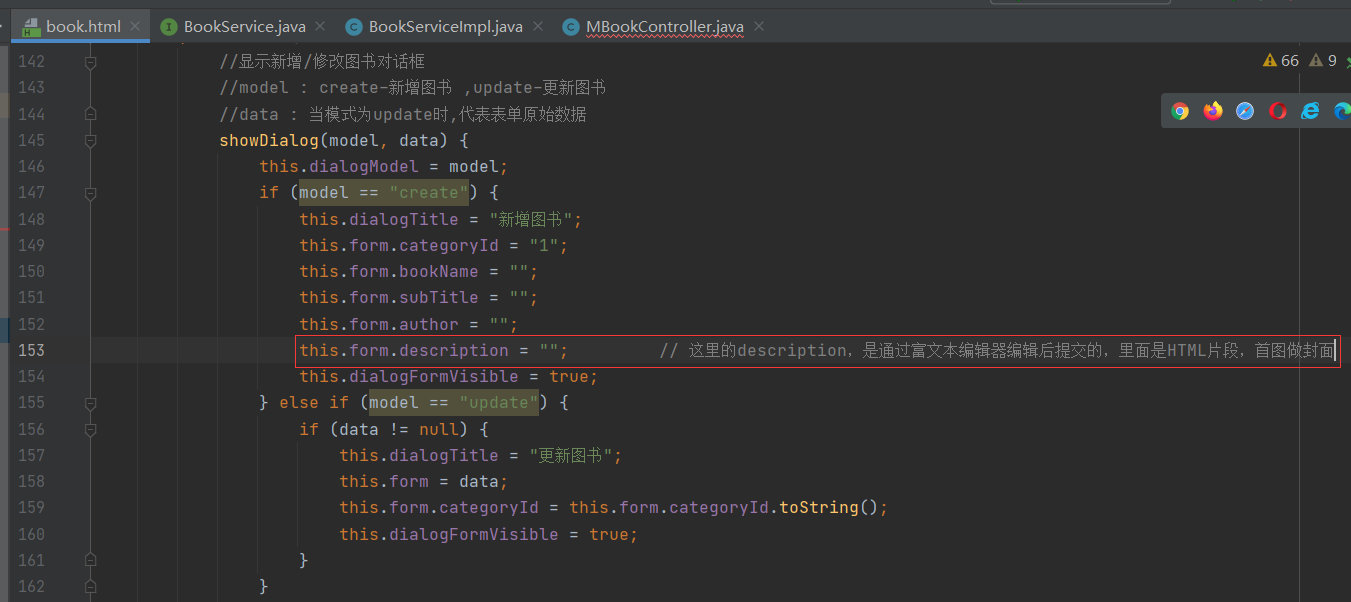 book.html
BookService.java
BookServiceImpl.java
MBookController.java
66
9
142 //显示新增/修改图书对话框
143 //model : create-新增图书 ,update-更新图书
144 //data : 当模式为update时,代表表单原始数据
145 showDialog(model, data) {
146 this.dialogModel = model;
147 if (model == "create") {
148 this.dialogTitle = "新增图书";
149 this.form.categoryId = "1";
150 this.form.bookName = "";
151 this.form.subTitle = "";
152 this.form.author = "";
153 this.form.description = ""; // 这里的description，是通过富文本编辑器编辑后提交的，里面是HTML片段，首图做封面
154 this.dialogFormVisible = true;
155 } else if (model == "update") {
156 if (data != null) {
157 this.dialogTitle = "更新图书";
158 this.form = data;
159 this.form.categoryId = this.form.categoryId.toString();
160 this.dialogFormVisible = true;
161 }
162 }